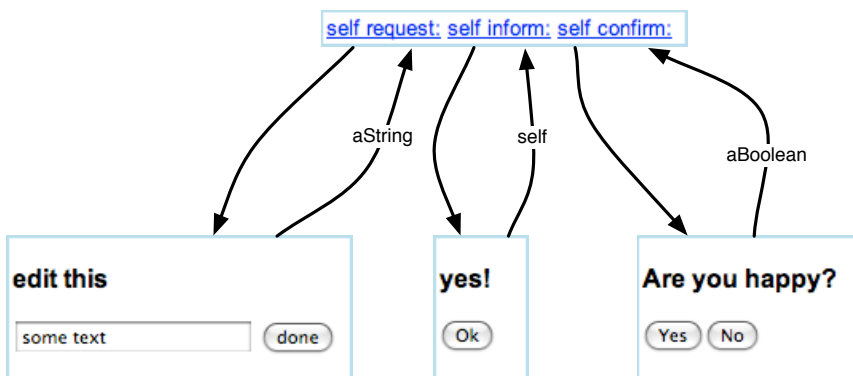 self request: self inform: self confirm:
aString
self
aBoolean
edit this
some text
done
yes!
Ok
Are you happy?
Yes
No